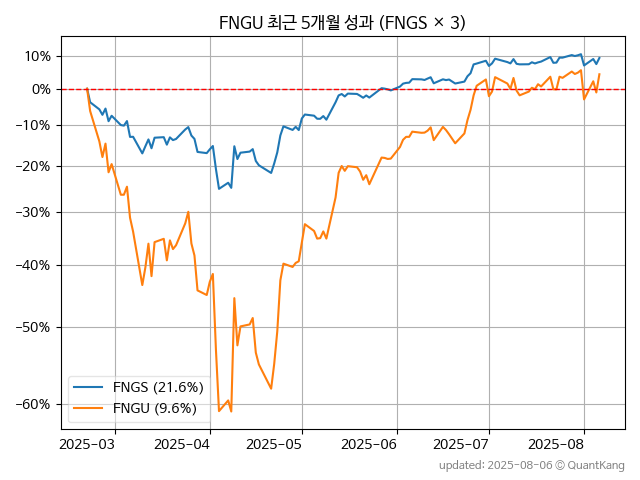 FNGU 최근 5개월 성과 (FNGS × 3)
10%
0%
−10%
−20%
−30%
−40%
−50%
−60%
FNGS (21.6%)
FNGU (9.6%)
2025-03 2025-04 2025-05 2025-06 2025-07 2025-08
updated: 2025-08-06 © QuantKang